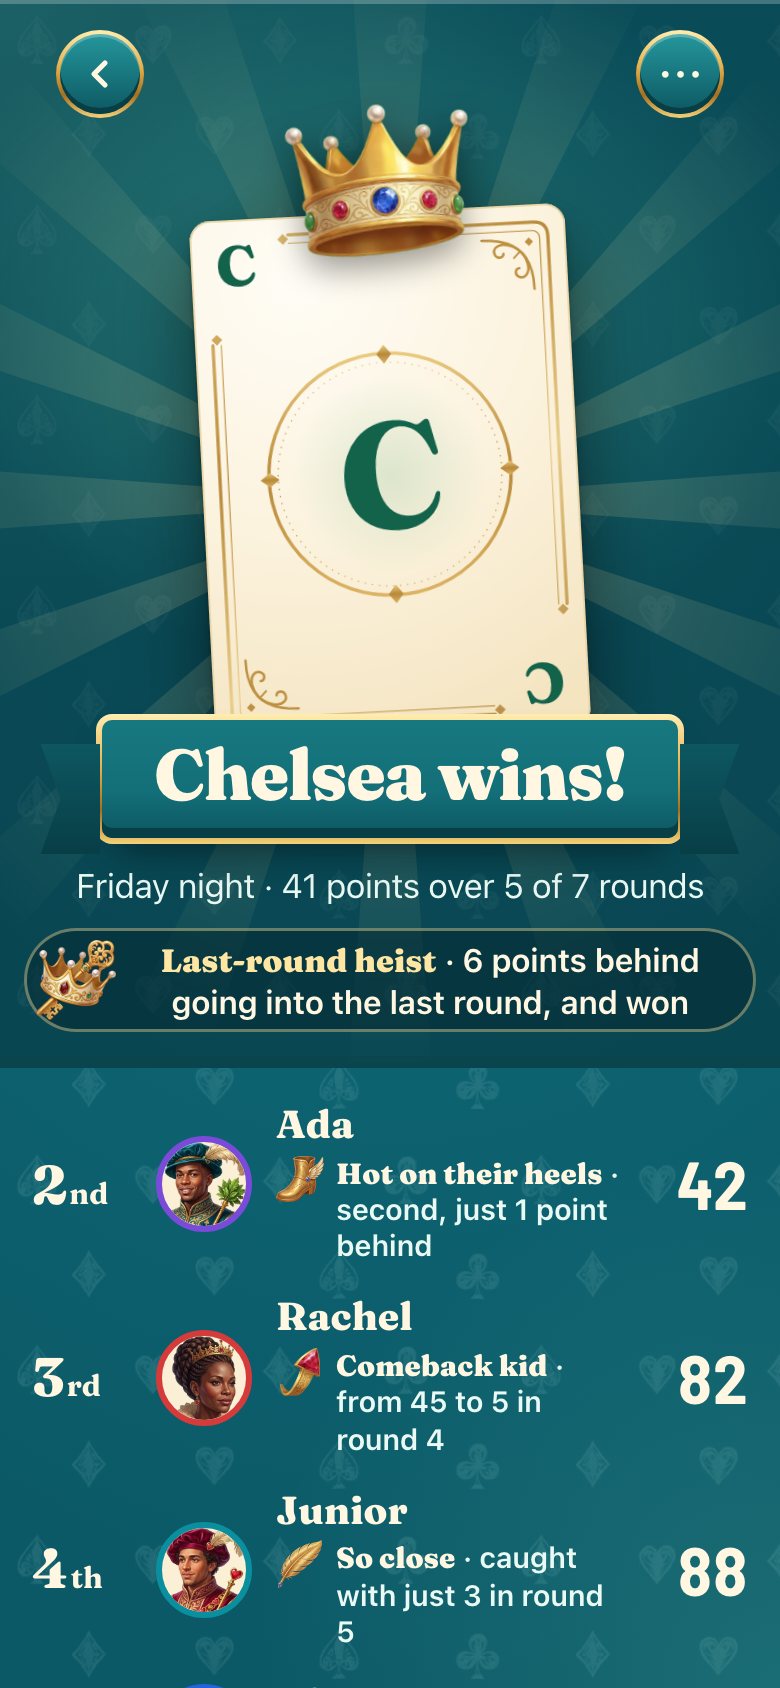 C
C
C
Chelsea wins!
Friday night · 41 points over 5 of 7 rounds
Last-round heist · 6 points behind
going into the last round, and won
Ada
2nd
Hot on their heels ·
second, just 1 point
behind
42
Rachel
3rd
Comeback kid ·
from 45 to 5 in
round 4
82
Junior
4th
So close · caught
with just 3 in round
5
88